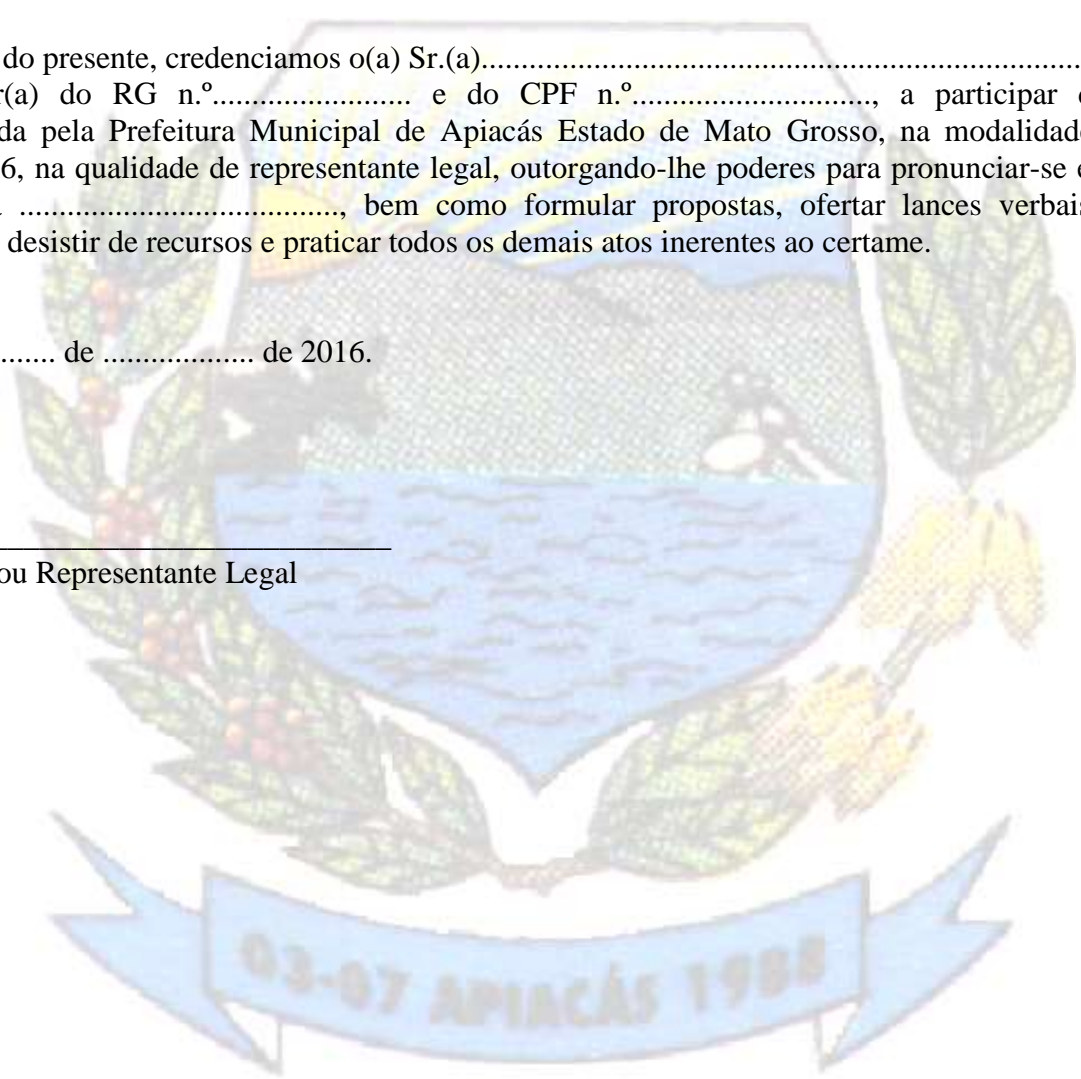 do presente, credenciamos o(a) Sr.(a)...........................................................................
r(a) do RG n.º......................... e do CPF n.º.............................., a participar
da pela Prefeitura Municipal de Apiacás Estado de Mato Grosso, na modalidade
6, na qualidade de representante legal, outorgando-lhe poderes para pronunciar-se
........................................, bem como formular propostas, ofertar lances verbais
desistir de recursos e praticar todos os demais atos inerentes ao certame.
....... de ................... de 2016.
__________________________
ou Representante Legal
03-07 APIACÁS 1988